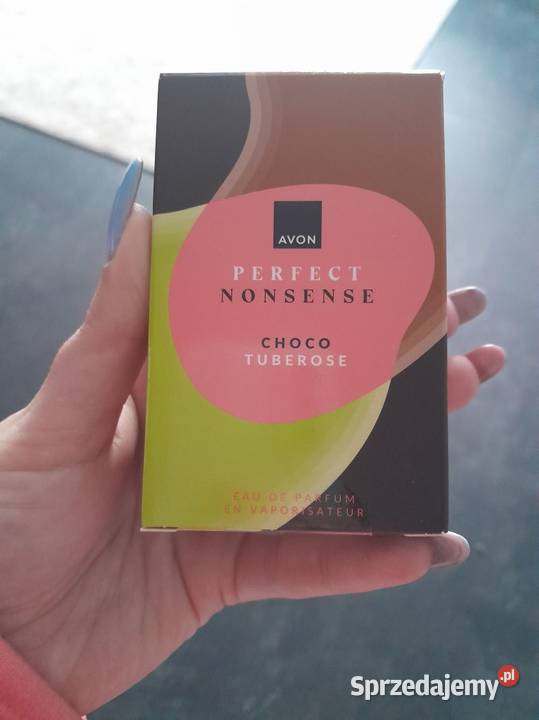 AVON
PERFECT
NONSENSE
CHOCO
TUBEROSE
EAU DE PARFUM
EN VAPORISATEUR
Sprzedajemy.pl